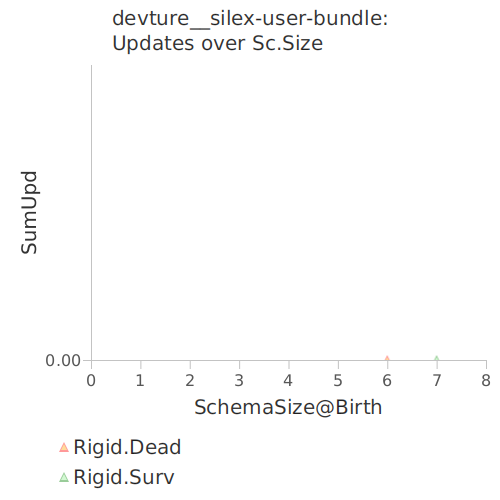 devture__silex-user-bundle:
Updates over Sc.Size
SumUpd
0.00
0 1 2 3 4 5 6 7 8
SchemaSize@Birth
Rigid.Dead
Rigid.Surv